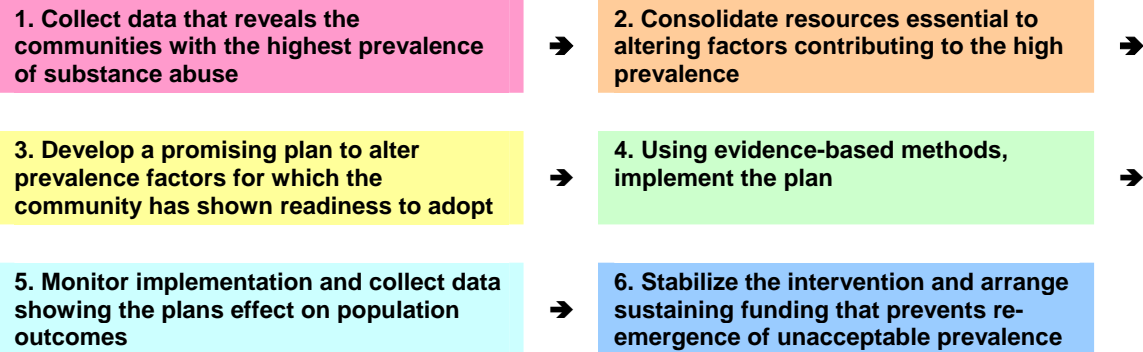 1. Collect data that reveals the
communities with the highest prevalence
of substance abuse
➔
2. Consolidate resources essential to
altering factors contributing to the high
prevalence
➔
3. Develop a promising plan to alter
prevalence factors for which the
community has shown readiness to adopt
➔
4. Using evidence-based methods,
implement the plan
➔
5. Monitor implementation and collect data
showing the plans effect on population
outcomes
➔
6. Stabilize the intervention and arrange
sustaining funding that prevents re-
emergence of unacceptable prevalence